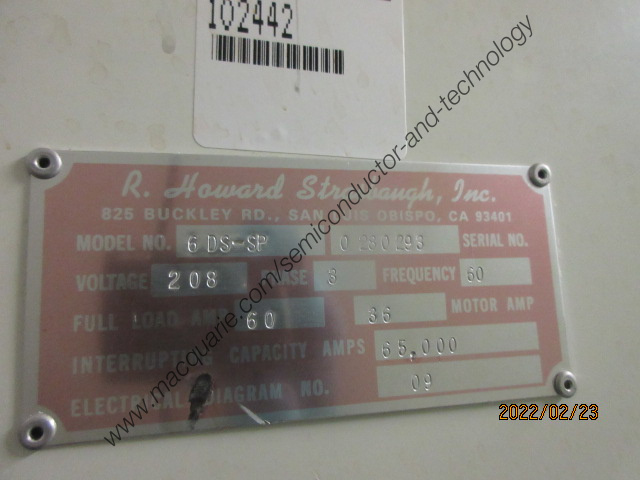 102442
R. Howard Strasbaugh, Inc.
825 BUCKLEY RD., SAN LUIS OBISPO, CA 93401
MODEL NO. 6DS-SP 0280298 SERIAL NO.
VOLTAGE 208 PHASE 3 FREQUENCY 60
FULL LOAD AMP 60 36 MOTOR AMP
INTERRUPTING CAPACITY AMPS 65,000
ELECTRICAL DIAGRAM NO. 09
www.macquarie.com/semiconductor-and-technology
2022/02/23